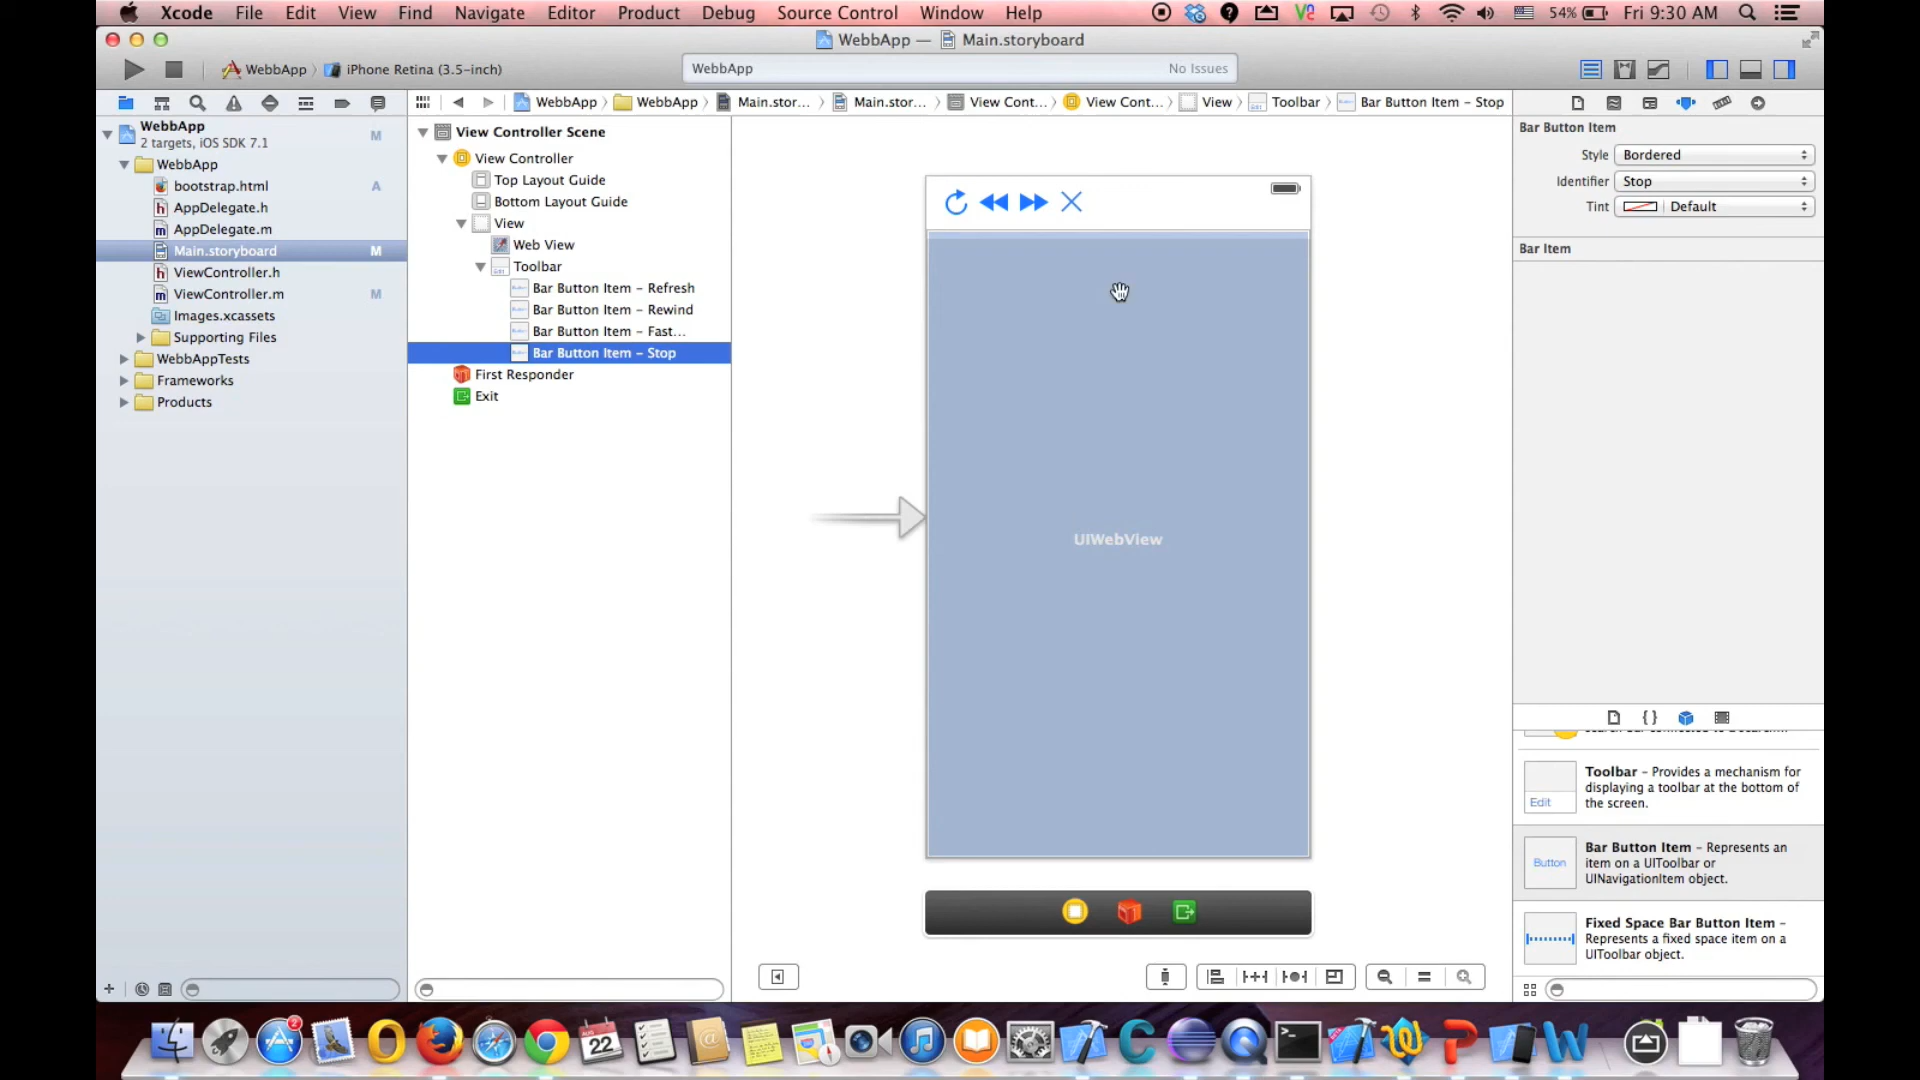 Xcode File Edit View Find Navigate Editor Product Debug Source Control Window Help 54% Fri 9:30 AM
WebbApp — Main.storyboard
WebbApp iPhone Retina (3.5-inch)
WebbApp No Issues
WebbApp WebbApp Main.stor... Main.stor... View Cont... View Cont... View Toolbar Bar Button Item – Stop
WebbApp M
2 targets, iOS SDK 7.1
WebbApp
bootstrap.html A
AppDelegate.h
AppDelegate.m
Main.storyboard M
ViewController.h
ViewController.m M
Images.xcassets
Supporting Files
WebbAppTests
Frameworks
Products
View Controller Scene
View Controller
Top Layout Guide
Bottom Layout Guide
View
Web View
Toolbar
Bar Button Item – Refresh
Bar Button Item – Rewind
Bar Button Item – Fast...
Bar Button Item – Stop
First Responder
Exit
UIWebView
Bar Button Item
Style Bordered
Identifier Stop
Tint Default
Bar Item
{ }
Edit
Toolbar – Provides a mechanism for
displaying a toolbar at the bottom of
the screen.
Button
Bar Button Item – Represents an
item on a UIToolbar or
UINavigationItem object.
Fixed Space Bar Button Item –
Represents a fixed space item on a
UIToolbar object.
2
22